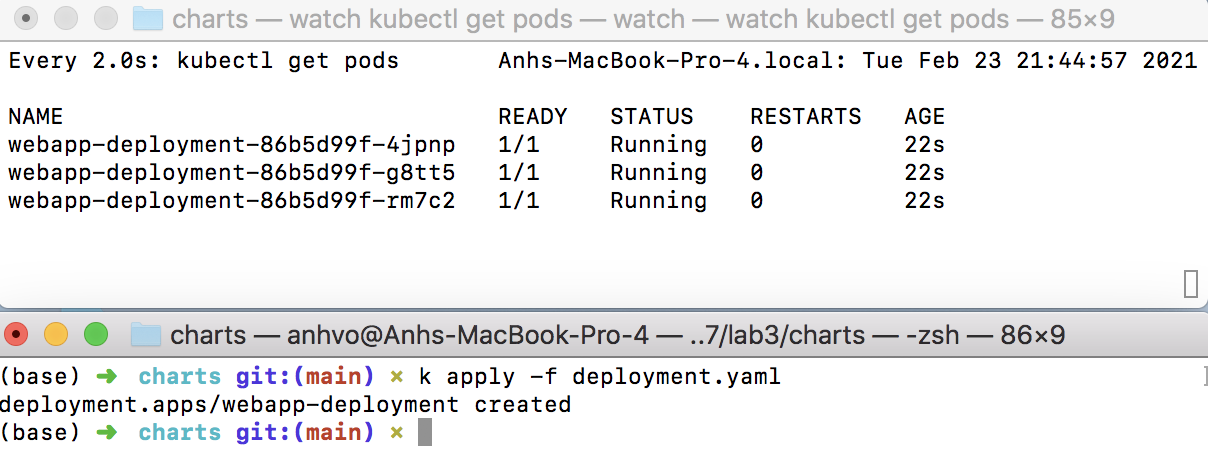 charts — watch kubectl get pods — watch — watch kubectl get pods — 85×9
Every 2.0s: kubectl get pods Anhs-MacBook-Pro-4.local: Tue Feb 23 21:44:57 2021
NAME READY STATUS RESTARTS AGE
webapp-deployment-86b5d99f-4jpnp 1/1 Running 0 22s
webapp-deployment-86b5d99f-g8tt5 1/1 Running 0 22s
webapp-deployment-86b5d99f-rm7c2 1/1 Running 0 22s
charts — anhvo@Anhs-MacBook-Pro-4 — ..7/lab3/charts — -zsh — 86×9
(base) ➜ charts git:(main) ✗ k apply -f deployment.yaml
deployment.apps/webapp-deployment created
(base) ➜ charts git:(main) ✗